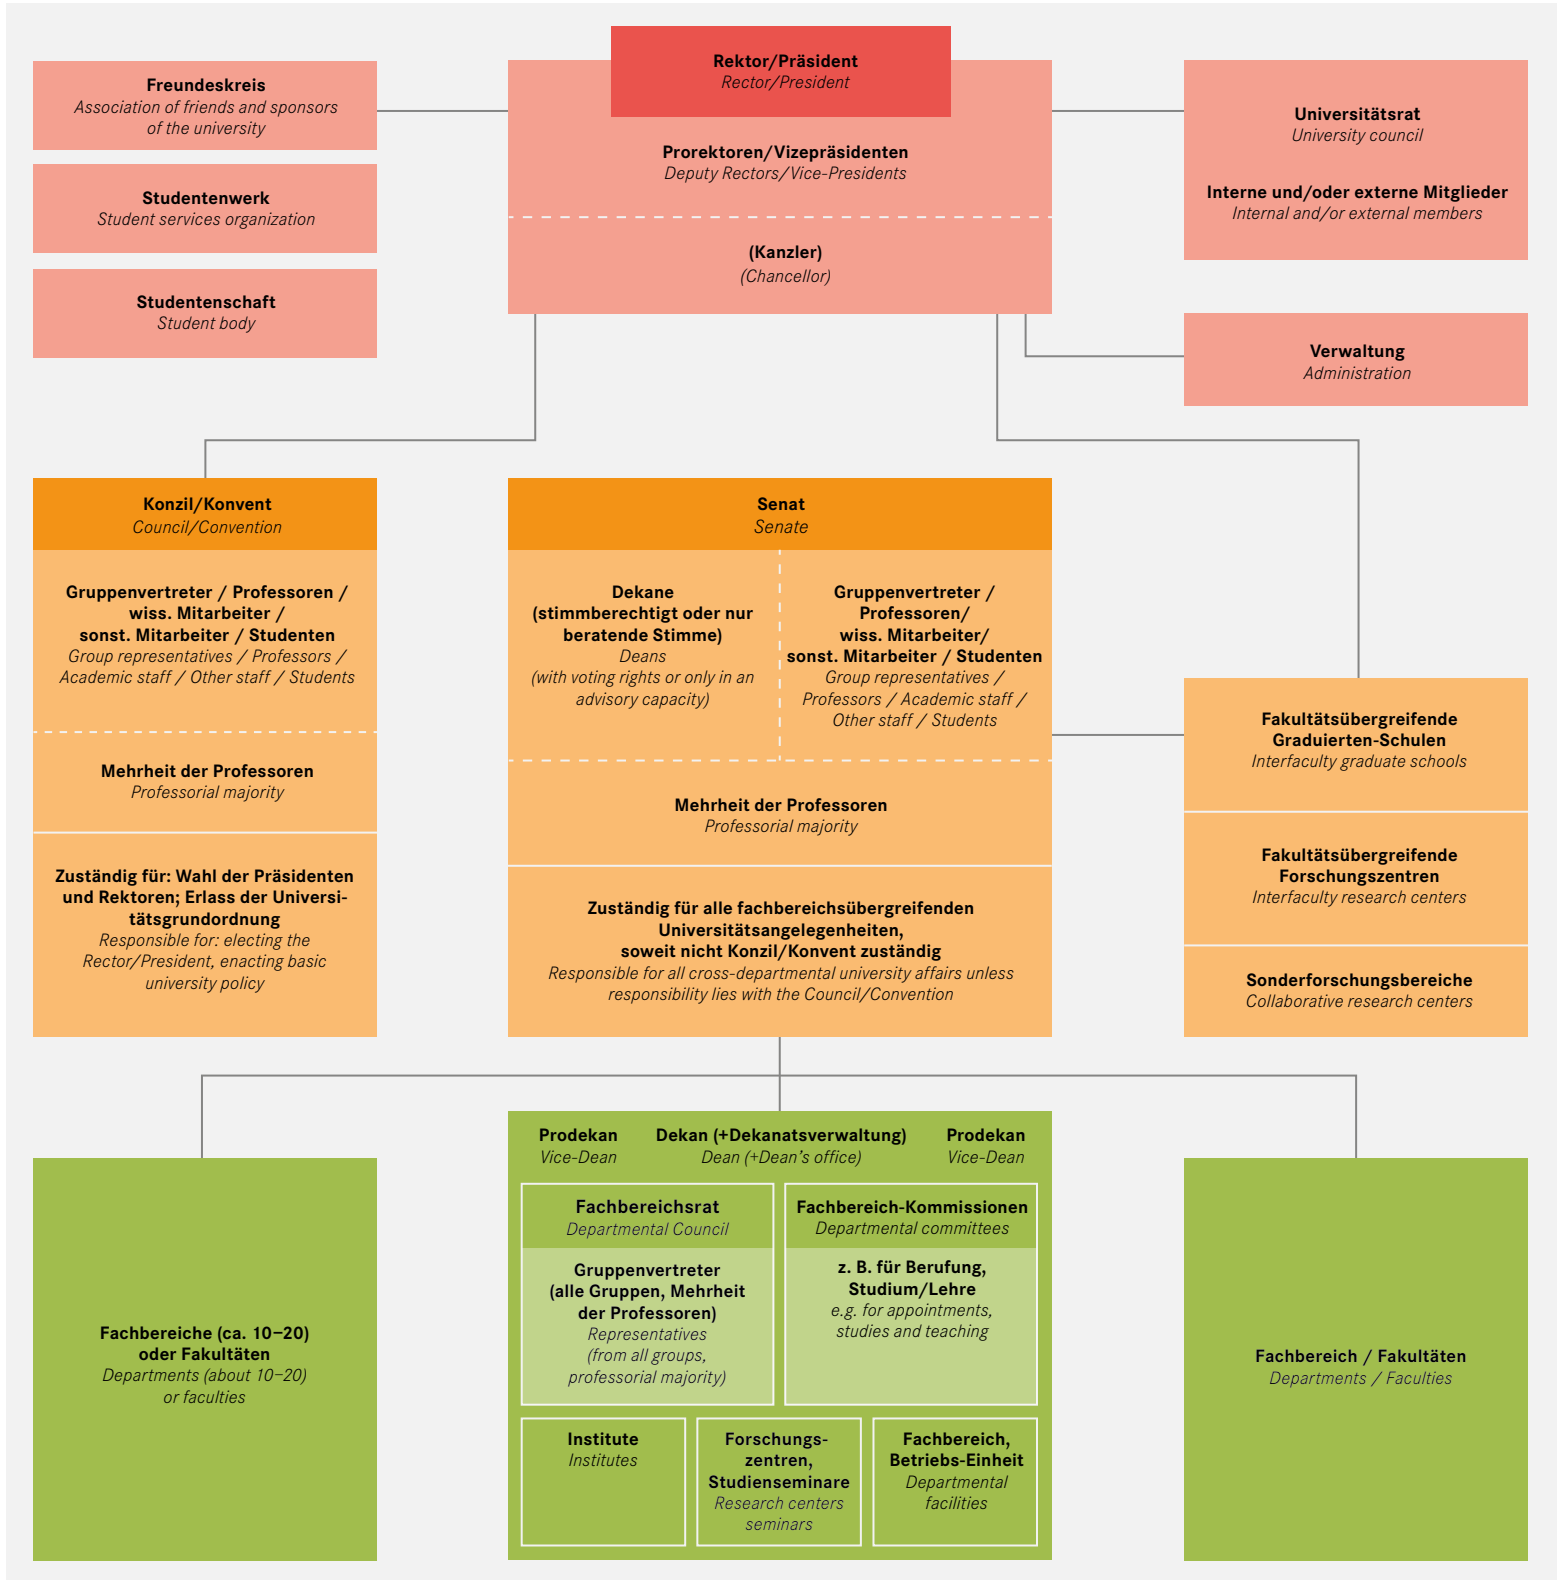 Rektor/Präsident
Rector/President
Freundeskreis
Association of friends and sponsors
of the university
Prorektoren/Vizepräsidenten
Deputy Rectors/Vice-Presidents
Universitätsrat
University council
Interne und/oder externe Mitglieder
Internal and/or external members
Studentenwerk
Student services organization
(Kanzler)
(Chancellor)
Studentenschaft
Student body
Verwaltung
Administration
Konzil/Konvent
Council/Convention
Gruppenvertreter / Professoren /
wiss. Mitarbeiter /
sonst. Mitarbeiter / Studenten
Group representatives / Professors /
Academic staff / Other staff / Students
Mehrheit der Professoren
Professorial majority
Zuständig für: Wahl der Präsidenten
und Rektoren; Erlass der Universi-
tätsgrundordnung
Responsible for: electing the
Rector/President, enacting basic
university policy
Senat
Senate
Dekane
(stimmberechtigt oder nur
beratende Stimme)
Deans
(with voting rights or only in an
advisory capacity)
Gruppenvertreter /
Professoren/
wiss. Mitarbeiter/
sonst. Mitarbeiter / Studenten
Group representatives /
Professors / Academic staff /
Other staff / Students
Mehrheit der Professoren
Professorial majority
Zuständig für alle fachbereichsübergreifenden
Universitätsangelegenheiten,
soweit nicht Konzil/Konvent zuständig
Responsible for all cross-departmental university affairs unless
responsibility lies with the Council/Convention
Fakultätsübergreifende
Graduierten-Schulen
Interfaculty graduate schools
Fakultätsübergreifende
Forschungszentren
Interfaculty research centers
Sonderforschungsbereiche
Collaborative research centers
Fachbereiche (ca. 10–20)
oder Fakultäten
Departments (about 10–20)
or faculties
Prodekan
Vice-Dean
Dekan (+Dekanatsverwaltung)
Dean (+Dean’s office)
Prodekan
Vice-Dean
Fachbereichsrat
Departmental Council
Gruppenvertreter
(alle Gruppen, Mehrheit
der Professoren)
Representatives
(from all groups,
professorial majority)
Fachbereich-Kommissionen
Departmental committees
z. B. für Berufung,
Studium/Lehre
e.g. for appointments,
studies and teaching
Institute
Institutes
Forschungs-
zentren,
Studienseminare
Research centers
seminars
Fachbereich,
Betriebs-Einheit
Departmental
facilities
Fachbereich / Fakultäten
Departments / Faculties